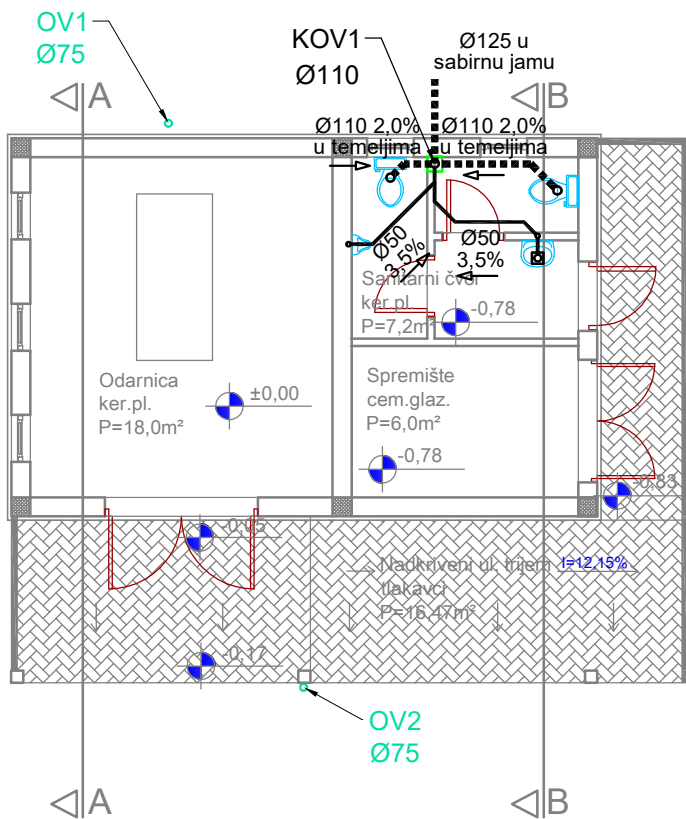 OV1
Ø75
KOV1
Ø110
Ø125 u
sabirnu jamu
A
B
Ø110 2,0%
u temeljima
Ø110 2,0%
u temeljima
Ø50
3,5%
Ø50
3,5%
Sanitarni čvor
ker.pl.
P=7,2m²
-0,78
Odarnica
ker.pl.
P=18,0m²
±0,00
Spremište
cem.glaz.
P=6,0m²
-0,78
-0,83
-0,05
Nadkriveni ul. trijem
tlakavci
P=16,47m²
I=12,15%
-0,17
OV2
Ø75
A
B